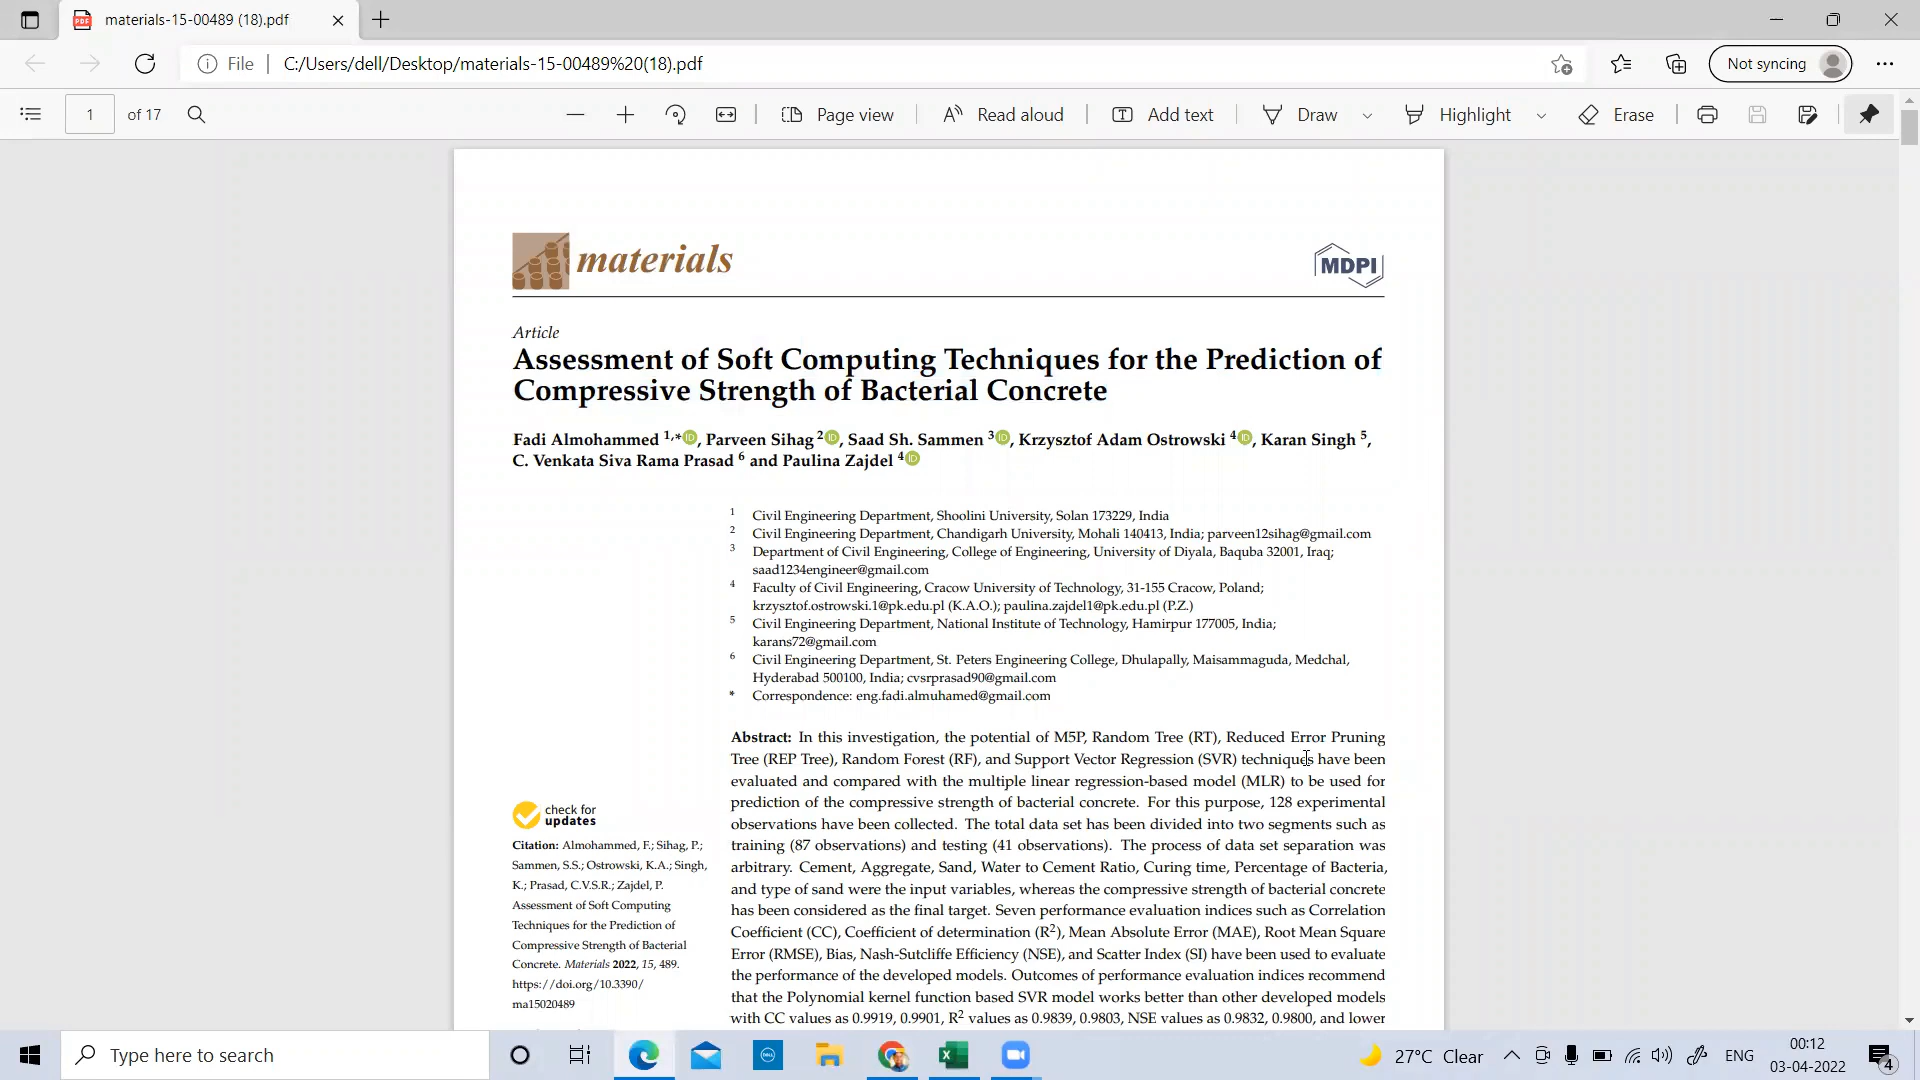 materials-15-00489 (18).pdf
File
C:/Users/dell/Desktop/materials-15-00489%20(18).pdf
Not syncing
1 of 17
Page view
Read aloud
Add text
Draw
Highlight
Erase
materials
MDPI
Article
Assessment of Soft Computing Techniques for the Prediction of
Compressive Strength of Bacterial Concrete
Fadi Almohammed 1,* iD, Parveen Sihag 2 iD, Saad Sh. Sammen 3 iD, Krzysztof Adam Ostrowski 4 iD, Karan Singh 5,
C. Venkata Siva Rama Prasad 6 and Paulina Zajdel 4 iD
1 Civil Engineering Department, Shoolini University, Solan 173229, India
2 Civil Engineering Department, Chandigarh University, Mohali 140413, India; parveen12sihag@gmail.com
3 Department of Civil Engineering, College of Engineering, University of Diyala, Baquba 32001, Iraq;
saad1234engineer@gmail.com
4 Faculty of Civil Engineering, Cracow University of Technology, 31-155 Cracow, Poland;
krzysztof.ostrowski.1@pk.edu.pl (K.A.O.); paulina.zajdel1@pk.edu.pl (P.Z.)
5 Civil Engineering Department, National Institute of Technology, Hamirpur 177005, India;
karans72@gmail.com
6 Civil Engineering Department, St. Peters Engineering College, Dhulapally, Maisammaguda, Medchal,
Hyderabad 500100, India; cvsrprasad90@gmail.com
* Correspondence: eng.fadi.almuhamed@gmail.com
Abstract: In this investigation, the potential of M5P, Random Tree (RT), Reduced Error Pruning
Tree (REP Tree), Random Forest (RF), and Support Vector Regression (SVR) techniques have been
evaluated and compared with the multiple linear regression-based model (MLR) to be used for
prediction of the compressive strength of bacterial concrete. For this purpose, 128 experimental
observations have been collected. The total data set has been divided into two segments such as
training (87 observations) and testing (41 observations). The process of data set separation was
arbitrary. Cement, Aggregate, Sand, Water to Cement Ratio, Curing time, Percentage of Bacteria,
and type of sand were the input variables, whereas the compressive strength of bacterial concrete
has been considered as the final target. Seven performance evaluation indices such as Correlation
Coefficient (CC), Coefficient of determination (R2), Mean Absolute Error (MAE), Root Mean Square
Error (RMSE), Bias, Nash-Sutcliffe Efficiency (NSE), and Scatter Index (SI) have been used to evaluate
the performance of the developed models. Outcomes of performance evaluation indices recommend
that the Polynomial kernel function based SVR model works better than other developed models
with CC values as 0.9919, 0.9901, R2 values as 0.9839, 0.9803, NSE values as 0.9832, 0.9800, and lower
check for
updates
Citation: Almohammed, F.; Sihag, P.;
Sammen, S.S.; Ostrowski, K.A.; Singh,
K.; Prasad, C.V.S.R.; Zajdel, P.
Assessment of Soft Computing
Techniques for the Prediction of
Compressive Strength of Bacterial
Concrete. Materials 2022, 15, 489.
https://doi.org/10.3390/
ma15020489
Type here to search
27°C Clear
ENG
00:12
03-04-2022
4